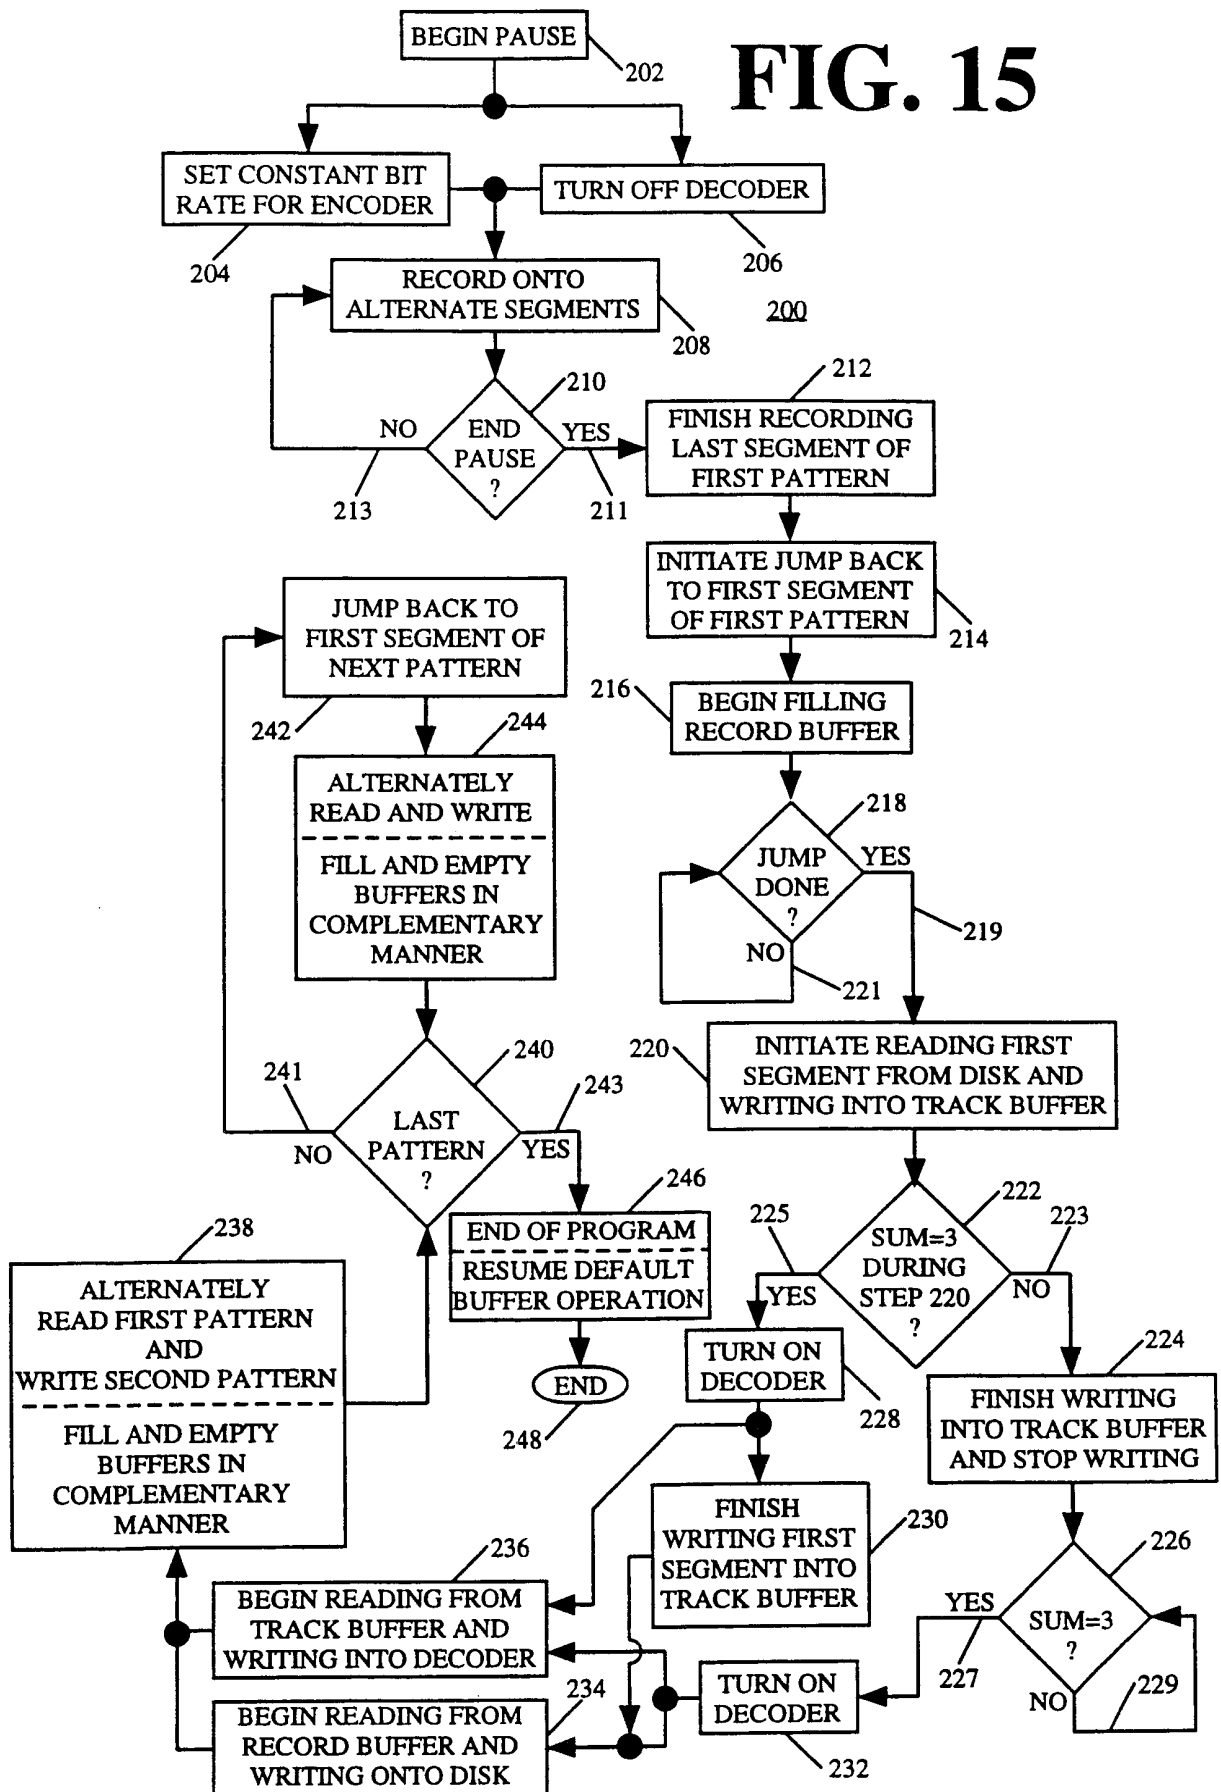 BEGIN PAUSE
202
FIG. 15
SET CONSTANT BIT
RATE FOR ENCODER
204
TURN OFF DECODER
206
200
RECORD ONTO
ALTERNATE SEGMENTS
208
210
END
PAUSE
?
NO
213
YES
211
212
FINISH RECORDING
LAST SEGMENT OF
FIRST PATTERN
INITIATE JUMP BACK
TO FIRST SEGMENT
OF FIRST PATTERN
214
216
BEGIN FILLING
RECORD BUFFER
218
JUMP
DONE
?
YES
219
NO
221
220
INITIATE READING FIRST
SEGMENT FROM DISK AND
WRITING INTO TRACK BUFFER
222
SUM=3
DURING
STEP 220
?
225
YES
223
NO
224
FINISH WRITING
INTO TRACK BUFFER
AND STOP WRITING
226
SUM=3
?
YES
227
NO
229
TURN ON
DECODER
228
FINISH
WRITING FIRST
SEGMENT INTO
TRACK BUFFER
230
TURN ON
DECODER
232
236
BEGIN READING FROM
TRACK BUFFER AND
WRITING INTO DECODER
234
BEGIN READING FROM
RECORD BUFFER AND
WRITING ONTO DISK
238
ALTERNATELY
READ FIRST PATTERN
AND
WRITE SECOND PATTERN
FILL AND EMPTY
BUFFERS IN
COMPLEMENTARY
MANNER
240
LAST
PATTERN
?
241
NO
243
YES
JUMP BACK TO
FIRST SEGMENT OF
NEXT PATTERN
242
244
ALTERNATELY
READ AND WRITE
FILL AND EMPTY
BUFFERS IN
COMPLEMENTARY
MANNER
246
END OF PROGRAM
RESUME DEFAULT
BUFFER OPERATION
END
248